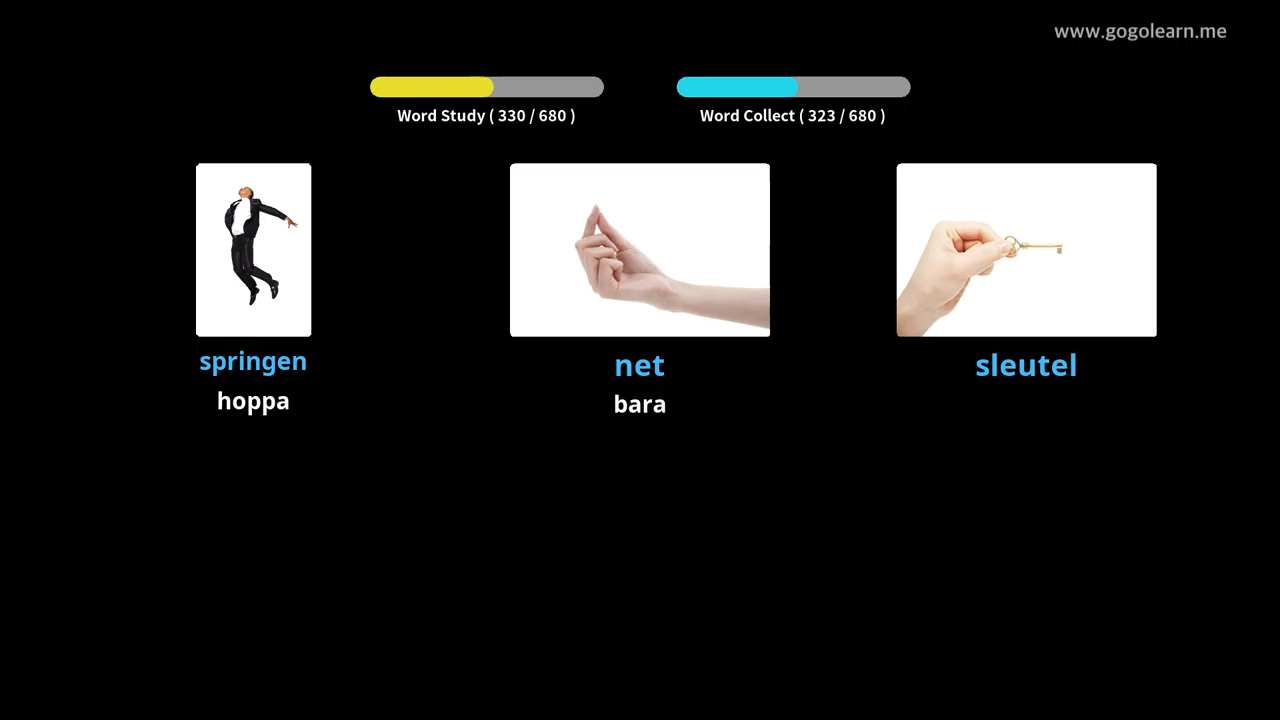 www.gogolearn.me
Word Study ( 330 / 680 )
Word Collect ( 323 / 680 )
springen
hoppa
net
bara
sleutel